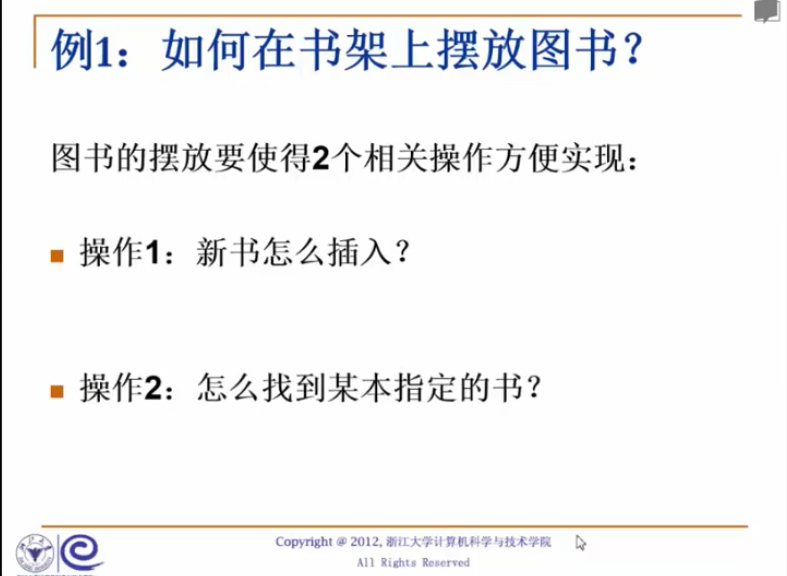 例1：如何在书架上摆放图书？
图书的摆放要使得2个相关操作方便实现：
操作1：新书怎么插入？
操作2：怎么找到某本指定的书？
Copyright @ 2012, 浙江大学计算机科学与技术学院
All Rights Reserved